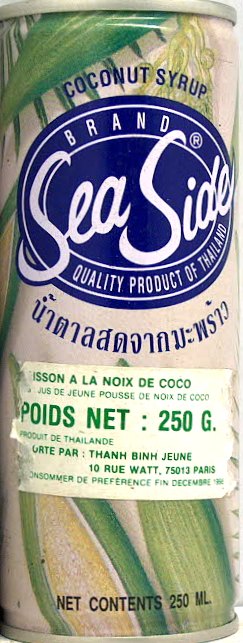 COCONUT SYRUP
BRAND
Sea Side ®
QUALITY PRODUCT OF THAILAND
น้ำตาลสดจากมะพร้าว
ISSON A LA NOIX DE COCO
JUS DE JEUNE POUSSE DE NOIX DE COCO
POIDS NET : 250 G.
PRODUIT DE THAILANDE
ORTE PAR : THANH BINH JEUNE
10 RUE WATT, 75013 PARIS
ONSOMMER DE PREFERENCE FIN DECEMBRE
NET CONTENTS 250 ML.